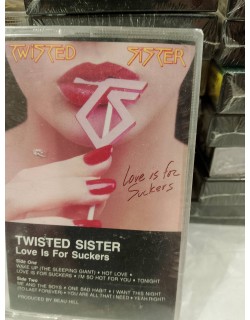 TWISTED SISTER
TS
Love is for
Suckers
TWISTED SISTER
Love Is For Suckers
Side One
WAKE UP (THE SLEEPING GIANT) • HOT LOVE •
LOVE IS FOR SUCKERS • I'M SO HOT FOR YOU • TONIGHT
Side Two
ME AND THE BOYS • ONE BAD HABIT • I WANT THIS NIGHT
(TO LAST FOREVER) • YOU ARE ALL THAT I NEED • YEAH RIGHT!
PRODUCED BY BEAU HILL